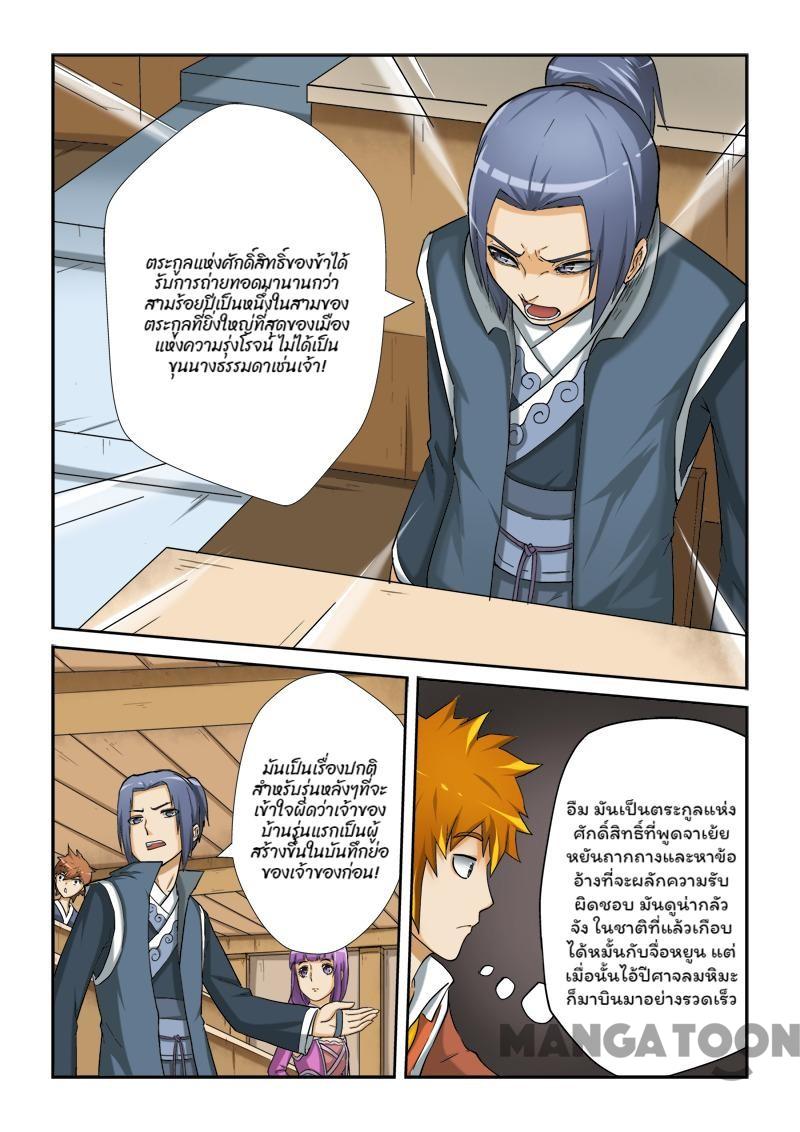 ตระกูลแห่งศักดิ์สิทธิ์ของข้าได้
รับการถ่ายทอดมานานกว่า
สามร้อยปีเป็นหนึ่งในสามของ
ตระกูลที่ยิ่งใหญ่ที่สุดของเมือง
แห่งความรุ่งโรจน์ ไม่ได้เป็น
ขุนนางธรรมดาเช่นเจ้า!
มันเป็นเรื่องปกติ
สำหรับรุ่นหลังๆที่จะ
เข้าใจผิดว่าเจ้าของ
บ้านรุ่นแรกเป็นผู้
สร้างขึ้นในบันทึกย่อ
ของเจ้าของก่อน!
อืม มันเป็นตระกูลแห่ง
ศักดิ์สิทธิ์ที่พูดจาเย้ย
หยันถากถางและหาข้อ
อ้างที่จะผลักความรับ
ผิดชอบ มันดูน่ากลัว
จัง ในชาติที่แล้วเกือบ
ได้หมั้นกับจื่อหยูน แต่
เมื่อนั้นไอ้ปีศาจลมหิมะ
ก็มาบินมาอย่างรวดเร็ว
MANGATOON